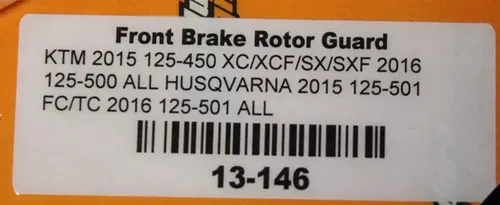 Front Brake Rotor Guard
KTM 2015 125-450 XC/XCF/SX/SXF 2016
125-500 ALL HUSQVARNA 2015 125-501
FC/TC 2016 125-501 ALL
13-146